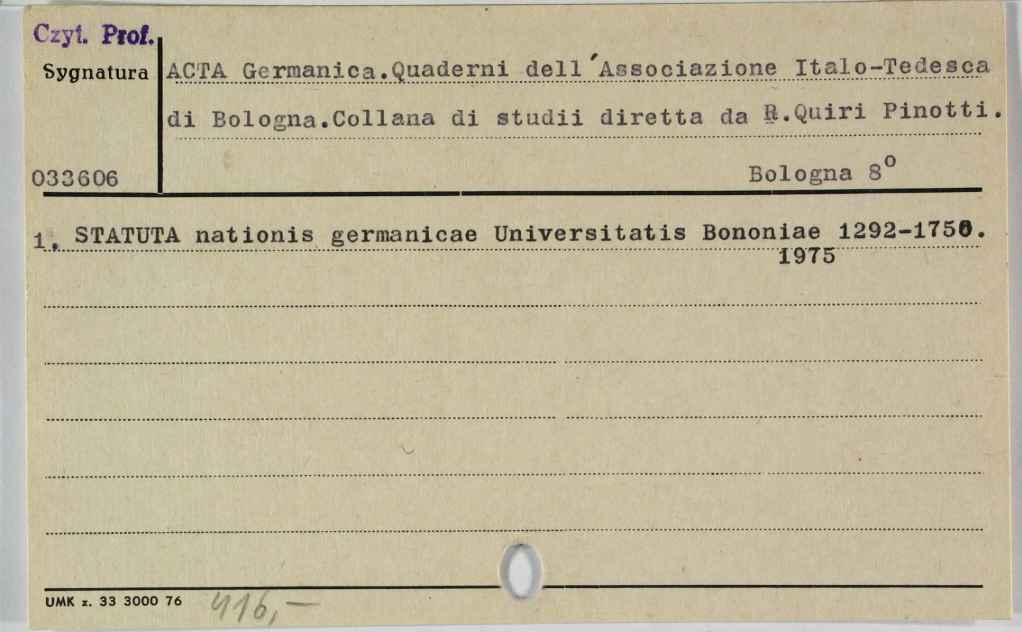 Czyt. Prof.
Sygnatura
ACTA Germanica.Quaderni dell'Associazione Italo-Tedesca
di Bologna.Collana di studii diretta da R.Quiri Pinotti.
033606
Bologna 8°
1. STATUTA nationis germanicae Universitatis Bononiae 1292-1750.
1975
UMK z. 33 3000 76
416,-